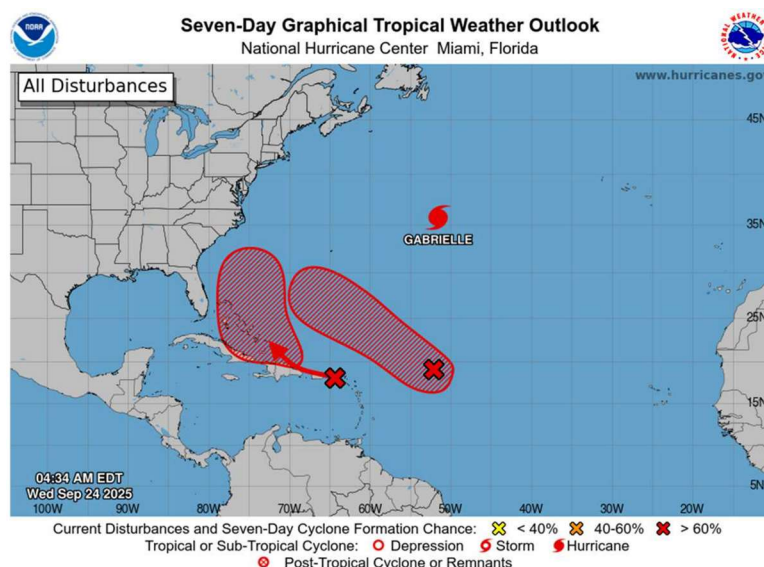 Seven-Day Graphical Tropical Weather Outlook
National Hurricane Center Miami, Florida
NOAA
All Disturbances
www.hurricanes.gov
45N
35N
GABRIELLE
25N
15N
04:34 AM EDT
Wed Sep 24 2025
5N
100W 90W 80W 70W 60W 50W 40W 30W 20W
Current Disturbances and Seven-Day Cyclone Formation Chance: < 40% 40-60% > 60%
Tropical or Sub-Tropical Cyclone: Depression Storm Hurricane
Post-Tropical Cyclone or Remnants